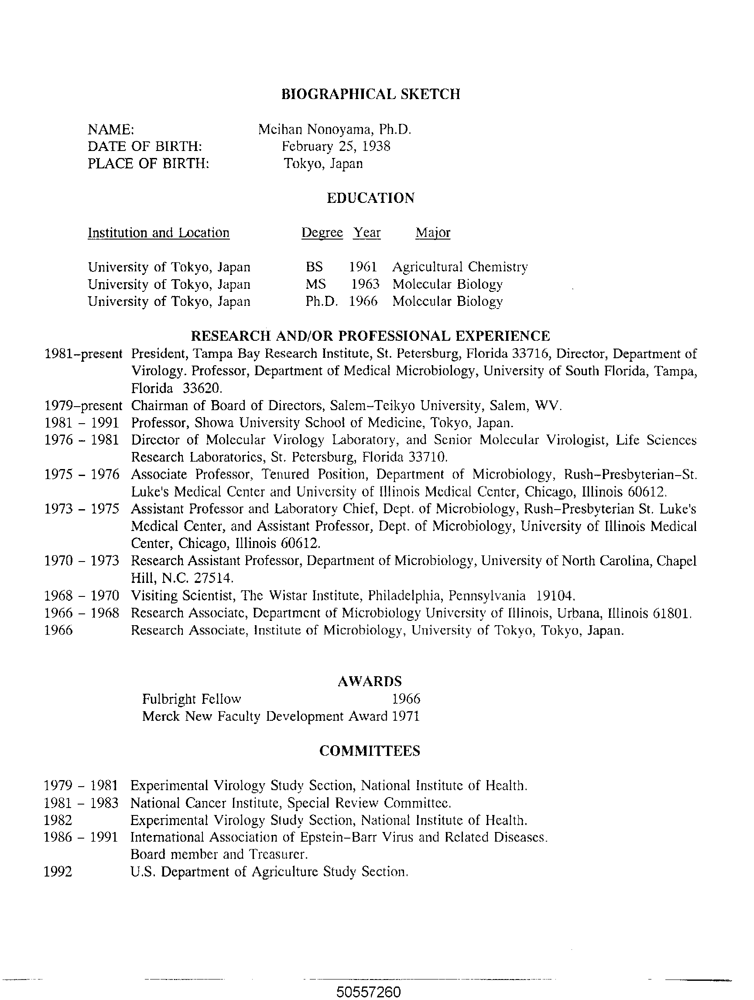 BIOGRAPHICAL SKETCH
NAME: Meihan Nonoyama, Ph.D.
DATE OF BIRTH: February 25, 1938
PLACE OF BIRTH: Tokyo, Japan
EDUCATION
Institution and Location Degree Year Major
University of Tokyo, Japan BS 1961 Agricultural Chemistry
University of Tokyo, Japan MS 1963 Molecular Biology
University of Tokyo, Japan Ph.D. 1966 Molecular Biology
RESEARCH AND/OR PROFESSIONAL EXPERIENCE
1981-present President, Tampa Bay Research Institute, St. Petersburg, Florida 33716, Director, Department of
Virology. Professor, Department of Medical Microbiology, University of South Florida, Tampa,
Florida 33620.
1979-present Chairman of Board of Directors, Salem-Teikyo University, Salem, WV.
1981 - 1991 Professor, Showa University School of Medicine, Tokyo, Japan.
1976 - 1981 Director of Molecular Virology Laboratory, and Senior Molecular Virologist, Life Sciences
Research Laboratories, St. Petersburg, Florida 33710.
1975 - 1976 Associate Professor, Tenured Position, Department of Microbiology, Rush-Presbyterian-St.
Luke's Medical Center and University of Illinois Medical Center, Chicago, Illinois 60612.
1973 - 1975 Assistant Professor and Laboratory Chief, Dept. of Microbiology, Rush-Presbyterian St. Luke's
Medical Center, and Assistant Professor, Dept. of Microbiology, University of Illinois Medical
Center, Chicago, Illinois 60612.
1970 - 1973 Research Assistant Professor, Department of Microbiology, University of North Carolina, Chapel
Hill, N.C. 27514.
1968 - 1970 Visiting Scientist, The Wistar Institute, Philadelphia, Pennsylvania 19104.
1966 - 1968 Research Associate, Department of Microbiology University of Illinois, Urbana, Illinois 61801.
1966 Research Associate, Institute of Microbiology, University of Tokyo, Tokyo, Japan.
AWARDS
Fulbright Fellow 1966
Merck New Faculty Development Award 1971
COMMITTEES
1979 - 1981 Experimental Virology Study Section, National Institute of Health.
1981 - 1983 National Cancer Institute, Special Review Committee.
1982 Experimental Virology Study Section, National Institute of Health.
1986 - 1991 International Association of Epstein-Barr Virus and Related Diseases.
Board member and Treasurer.
1992 U.S. Department of Agriculture Study Section.
50557260